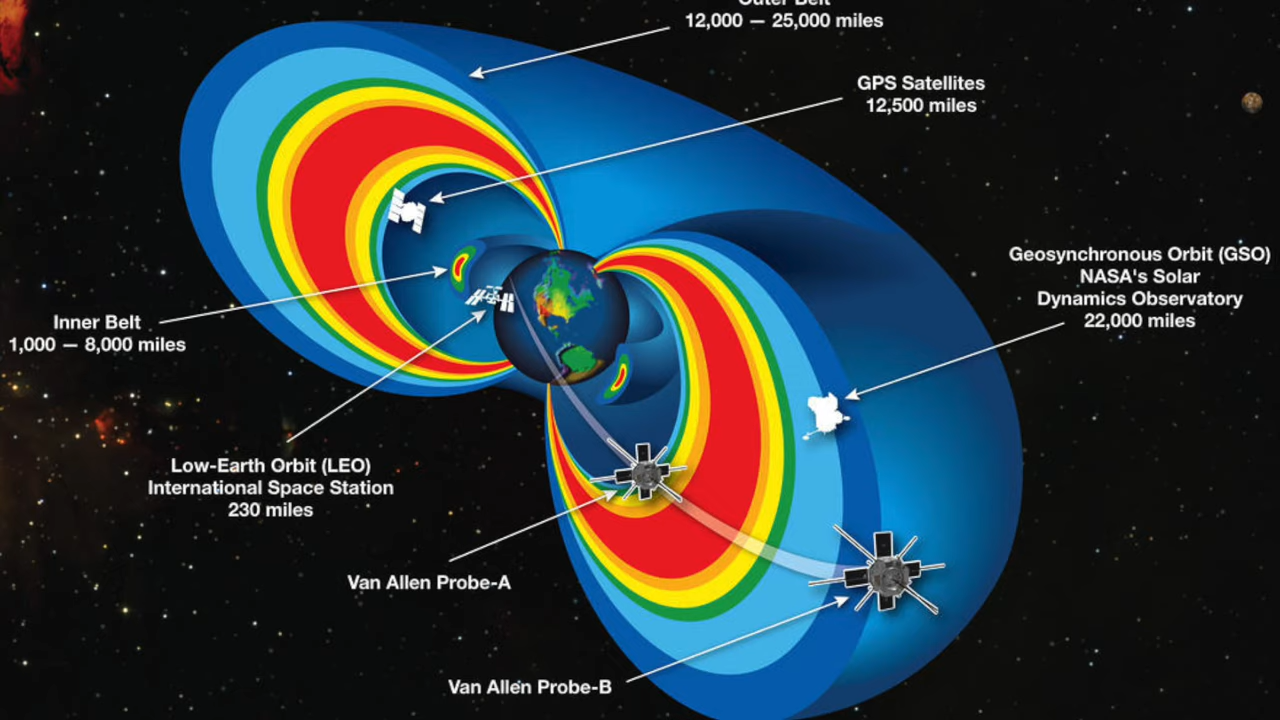 Outer Belt
12,000 — 25,000 miles
GPS Satellites
12,500 miles
Geosynchronous Orbit (GSO)
NASA's Solar
Dynamics Observatory
22,000 miles
Inner Belt
1,000 — 8,000 miles
Low-Earth Orbit (LEO)
International Space Station
230 miles
Van Allen Probe-A
Van Allen Probe-B